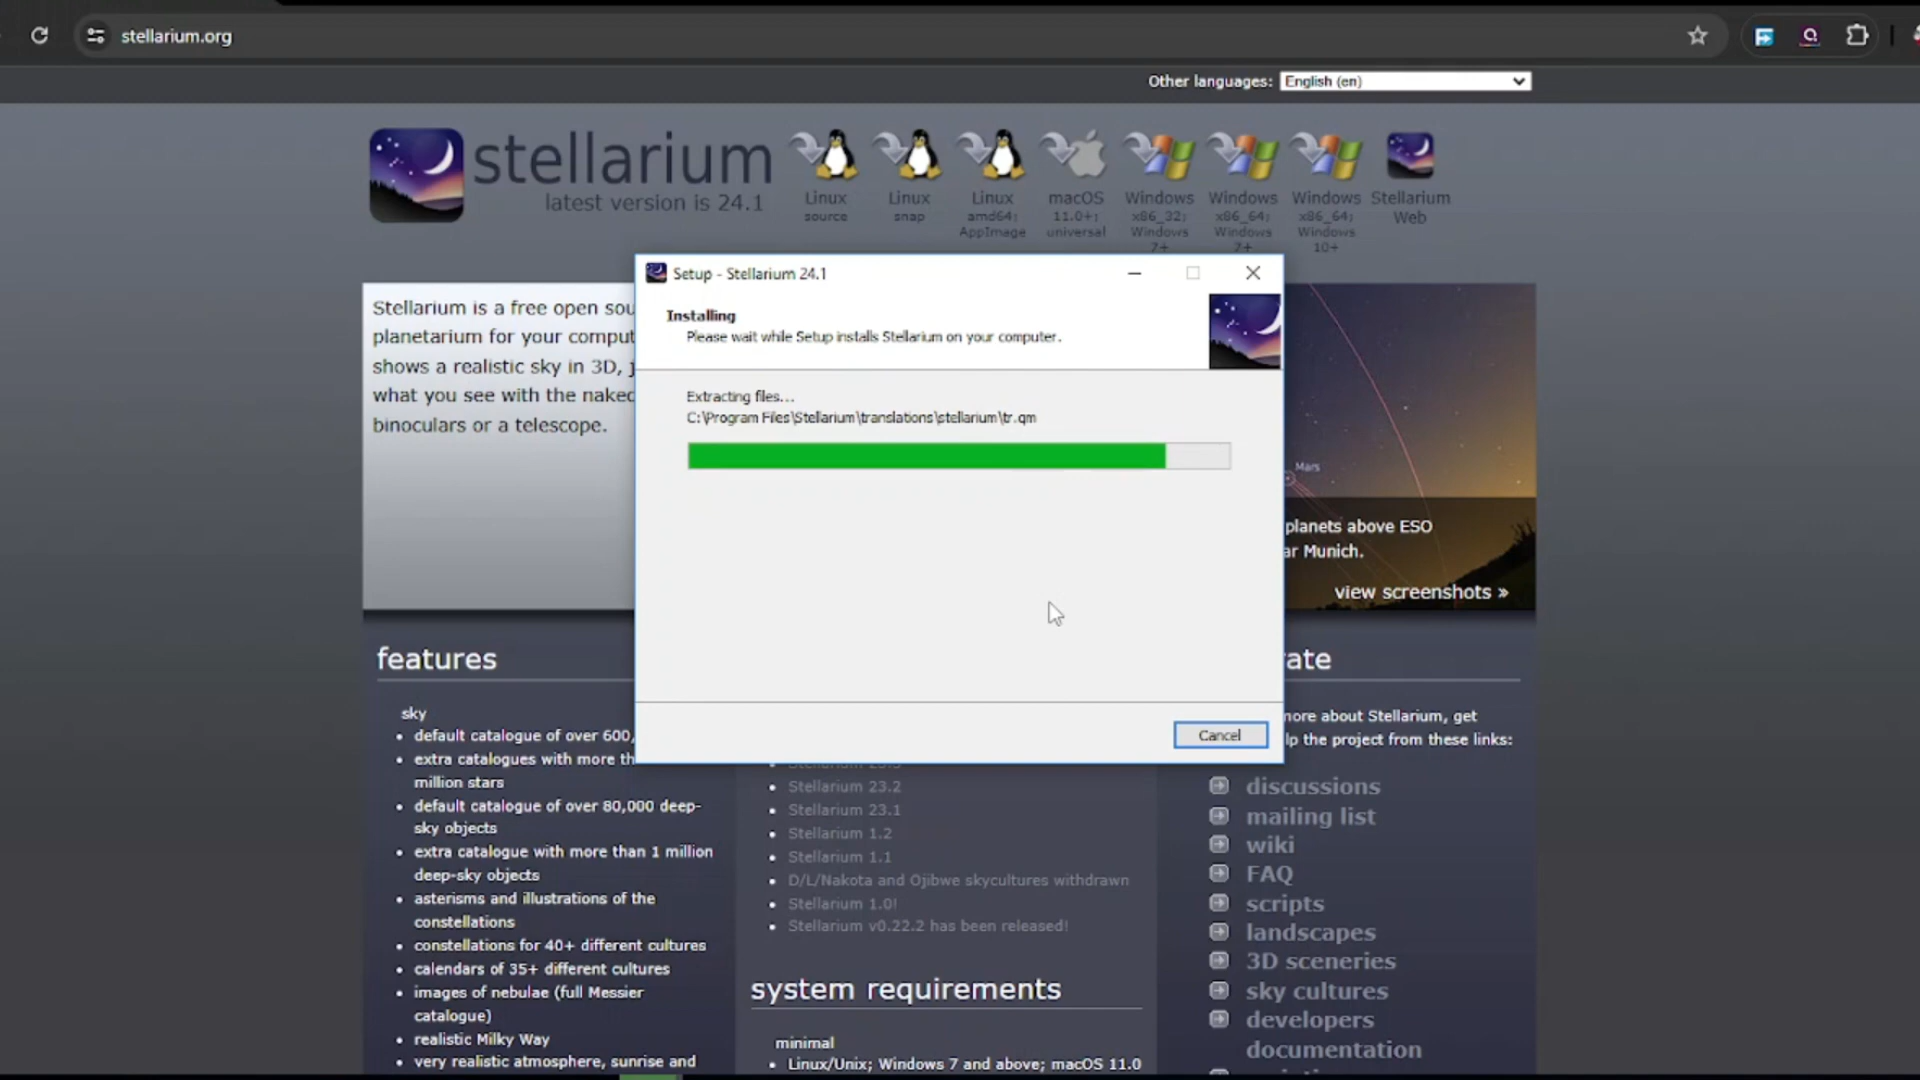 stellarium.org
Other languages: English (en)
stellarium
latest version is 24.1
Linux
source
Linux
snap
Linux
amd64;
AppImage
macOS
11.0+;
universal
Windows
x86_32;
Windows
7+
Windows
x86_64;
Windows
7+
Windows
x86_64;
Windows
10+
Stellarium
Web
Setup - Stellarium 24.1
Installing
Please wait while Setup installs Stellarium on your computer.
Extracting files...
C:\Program Files\Stellarium\translations\stellarium\tr.qm
Cancel
Stellarium is a free open sou
planetarium for your comput
shows a realistic sky in 3D, j
what you see with the naked
binoculars or a telescope.
Mars
planets above ESO
ar Munich.
view screenshots »
features
sky
default catalogue of over 600,
extra catalogues with more th
million stars
default catalogue of over 80,000 deep-
sky objects
extra catalogue with more than 1 million
deep-sky objects
asterisms and illustrations of the
constellations
constellations for 40+ different cultures
calendars of 35+ different cultures
images of nebulae (full Messier
catalogue)
realistic Milky Way
very realistic atmosphere, sunrise and
Stellarium 23.2
Stellarium 23.1
Stellarium 1.2
Stellarium 1.1
D/L/Nakota and Ojibwe skycultures withdrawn
Stellarium 1.0!
Stellarium v0.22.2 has been released!
system requirements
minimal
Linux/Unix; Windows 7 and above; macOS 11.0
rate
more about Stellarium, get
lp the project from these links:
discussions
mailing list
wiki
FAQ
scripts
landscapes
3D sceneries
sky cultures
developers
documentation